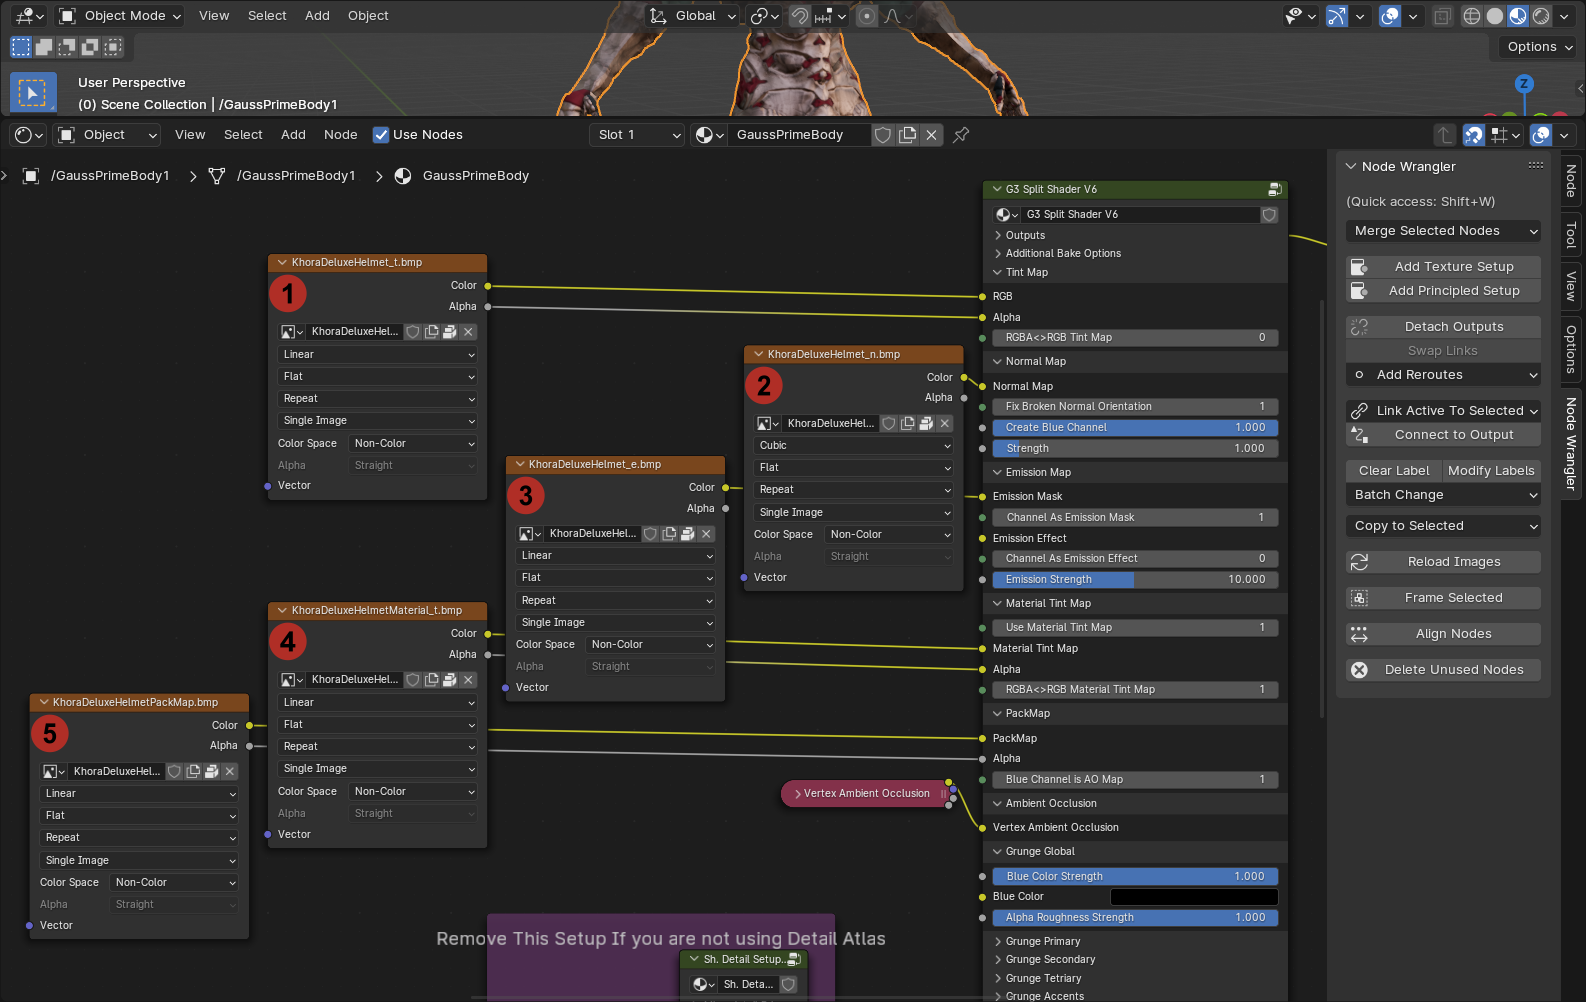 Object Mode View Select Add Object Global
Options
User Perspective
(0) Scene Collection | /GaussPrimeBody1
Z
Object View Select Add Node Use Nodes Slot 1 GaussPrimeBody
/GaussPrimeBody1 > /GaussPrimeBody1 > GaussPrimeBody
KhoraDeluxeHelmet_t.bmp
1
Color
Alpha
KhoraDeluxeHel...
Linear
Flat
Repeat
Single Image
Color Space Non-Color
Alpha Straight
Vector
KhoraDeluxeHelmet_n.bmp
2
Color
Alpha
KhoraDeluxeHel...
Cubic
Flat
Repeat
Single Image
Color Space Non-Color
Alpha Straight
Vector
KhoraDeluxeHelmet_e.bmp
3
Color
Alpha
KhoraDeluxeHel...
Linear
Flat
Repeat
Single Image
Color Space Non-Color
Alpha Straight
Vector
KhoraDeluxeHelmetMaterial_t.bmp
4
Color
Alpha
KhoraDeluxeHel...
Linear
Flat
Repeat
Single Image
Color Space Non-Color
Alpha Straight
Vector
KhoraDeluxeHelmetPackMap.bmp
5
Color
Alpha
KhoraDeluxeHel...
Linear
Flat
Repeat
Single Image
Color Space Non-Color
Alpha Straight
Vector
Vertex Ambient Occlusion
Remove This Setup If you are not using Detail Atlas
Sh. Detail Setup...
Sh. Deta...
G3 Split Shader V6
G3 Split Shader V6
Outputs
Additional Bake Options
Tint Map
RGB
Alpha
RGBA<>RGB Tint Map 0
Normal Map
Normal Map
Fix Broken Normal Orientation 1
Create Blue Channel 1.000
Strength 1.000
Emission Map
Emission Mask
Channel As Emission Mask 1
Emission Effect
Channel As Emission Effect 0
Emission Strength 10.000
Material Tint Map
Use Material Tint Map 1
Material Tint Map
Alpha
RGBA<>RGB Material Tint Map 1
PackMap
PackMap
Alpha
Blue Channel is AO Map 1
Ambient Occlusion
Vertex Ambient Occlusion
Grunge Global
Blue Color Strength 1.000
Blue Color
Alpha Roughness Strength 1.000
Grunge Primary
Grunge Secondary
Grunge Tetriary
Grunge Accents
Node Wrangler
(Quick access: Shift+W)
Merge Selected Nodes
Add Texture Setup
Add Principled Setup
Detach Outputs
Swap Links
Add Reroutes
Link Active To Selected
Connect to Output
Clear Label Modify Labels
Batch Change
Copy to Selected
Reload Images
Frame Selected
Align Nodes
Delete Unused Nodes
Node
Tool
View
Options
Node Wrangler